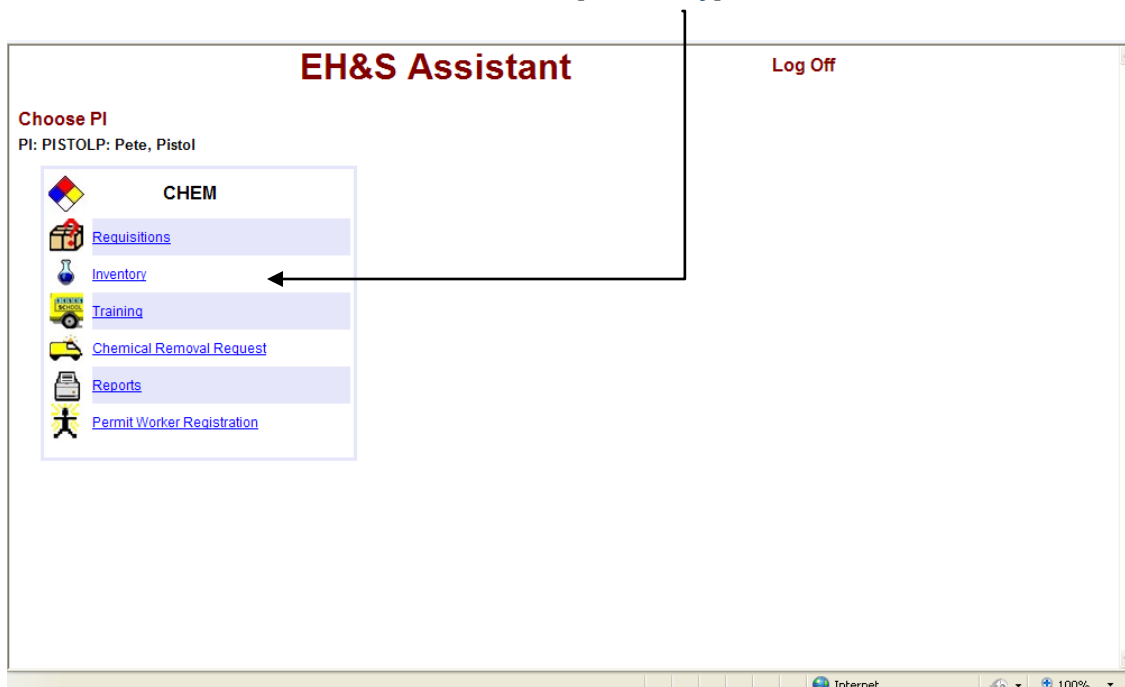 EH&S Assistant
Log Off
Choose PI
PI: PISTOLP: Pete, Pistol
CHEM
Requisitions
Inventory
SCHOOL
Training
Chemical Removal Request
Reports
Permit Worker Registration
Internet
100%